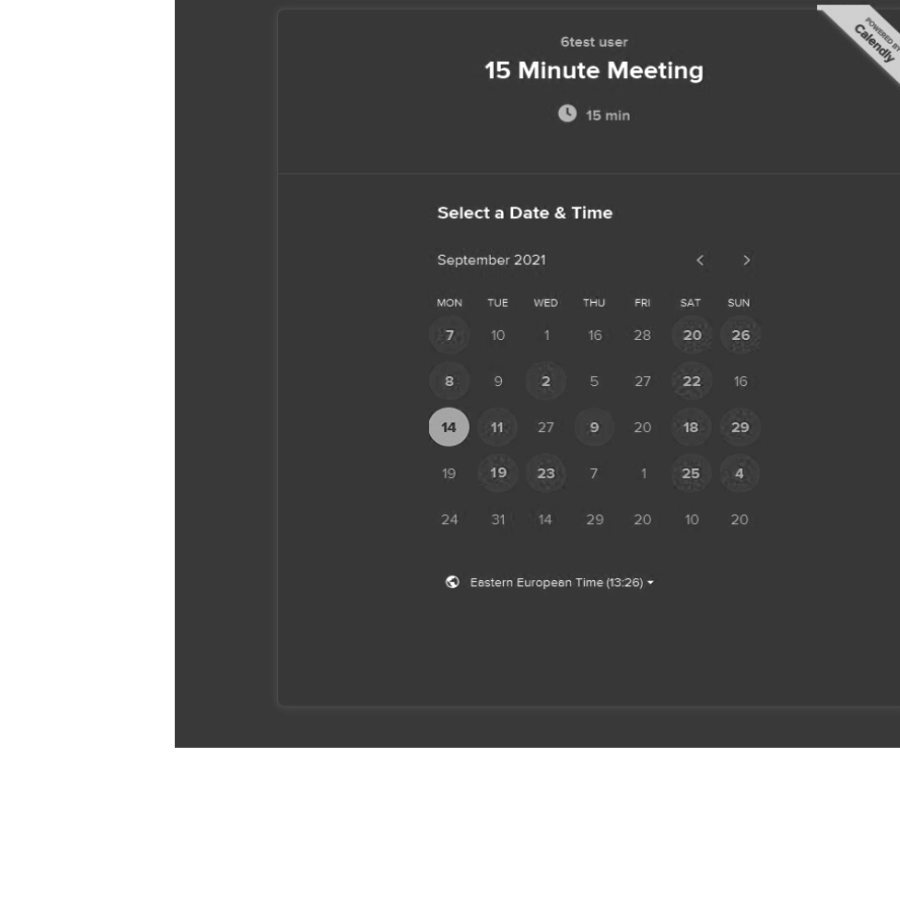 POWERED BY
Calendly
6test user
15 Minute Meeting
15 min
Select a Date & Time
September 2021
MON TUE WED THU FRI SAT SUN
7 10 1 16 28 20 26
8 9 2 5 27 22 16
14 11 27 9 20 18 29
19 19 23 7 1 25 4
24 31 14 29 20 10 20
Eastern European Time (13:26)